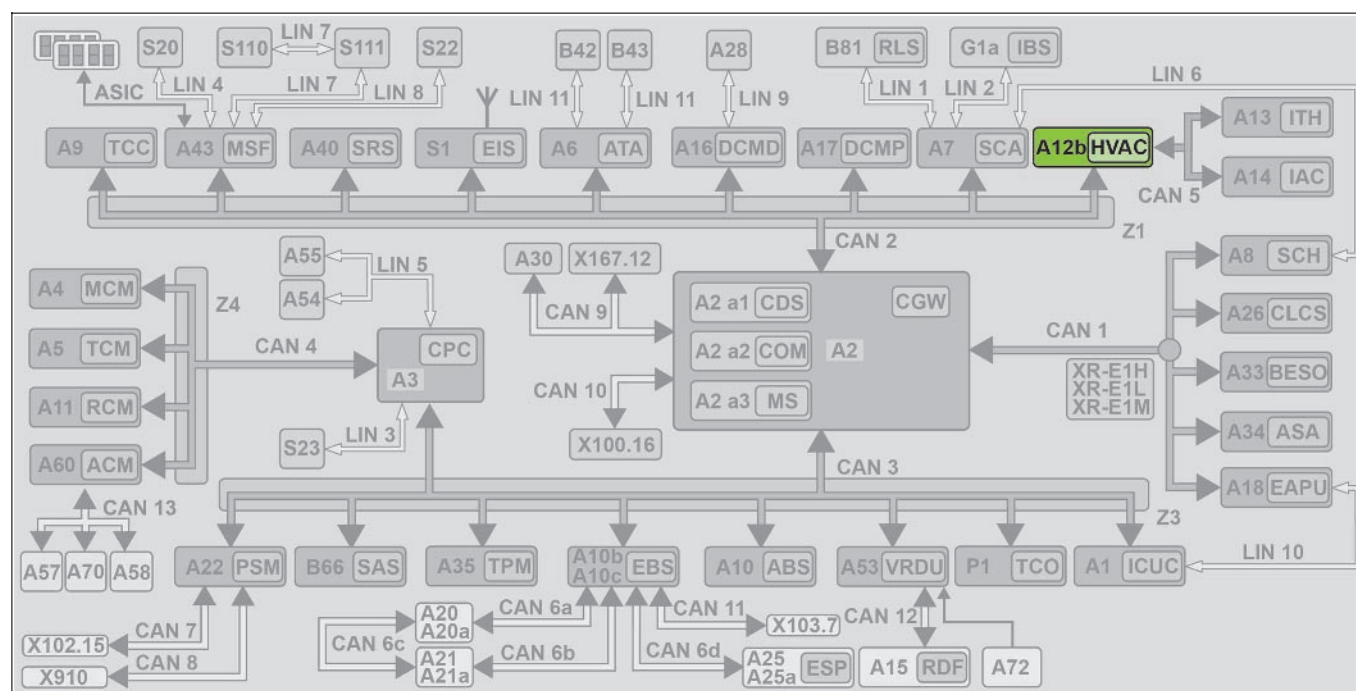 LIN 7
S20 S110 S111 S22 B42 B43 A28 B81 RLS G1a IBS
ASIC LIN 4 LIN 7 LIN 8 LIN 11 LIN 11 LIN 9 LIN 1 LIN 2 LIN 6
A9 TCC A43 MSF A40 SRS S1 EIS A6 ATA A16 DCMD A17 DCMP A7 SCA A12b HVAC A13 ITH
A14 IAC
CAN 5
Z1
CAN 2
A55 LIN 5 A30 X167.12 A8 SCH
A4 MCM Z4 A54 CAN 9 A2 a1 CDS CGW A26 CLCS
A5 TCM CAN 4 CPC A3 A2 a2 COM A2 CAN 1
A33 BESO
XR-E1H
XR-E1L
XR-E1M
A11 RCM CAN 10 A2 a3 MS
A34 ASA
A60 ACM S23 LIN 3 X100.16
CAN 3 A18 EAPU
CAN 13 Z3
LIN 10
A57 A70 A58 A22 PSM B66 SAS A35 TPM A10b
A10c EBS A10 ABS A53 VRDU P1 TCO A1 ICUC
X102.15 CAN 7 A20
A20a CAN 6a CAN 11 X103.7 CAN 12
X910 CAN 8 CAN 6c A21
A21a CAN 6b CAN 6d A25
A25a ESP A15 RDF A72